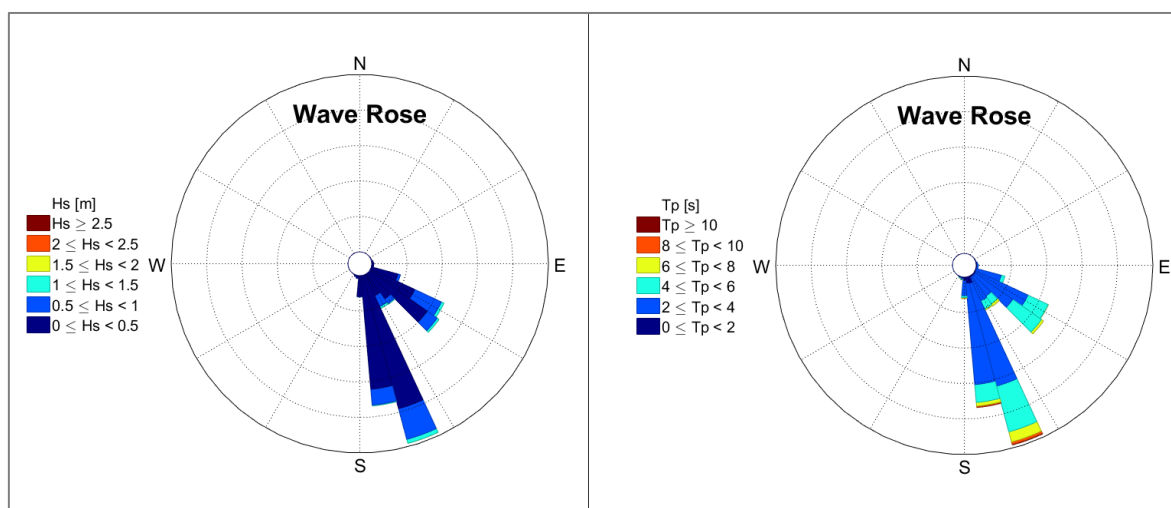 N
Wave Rose
Hs [m]
Hs ≥ 2.5
2 ≤ Hs < 2.5
1.5 ≤ Hs < 2
1 ≤ Hs < 1.5
0.5 ≤ Hs < 1
0 ≤ Hs < 0.5
W
E
S
N
Wave Rose
Tp [s]
Tp ≥ 10
8 ≤ Tp < 10
6 ≤ Tp < 8
4 ≤ Tp < 6
2 ≤ Tp < 4
0 ≤ Tp < 2
W
E
S